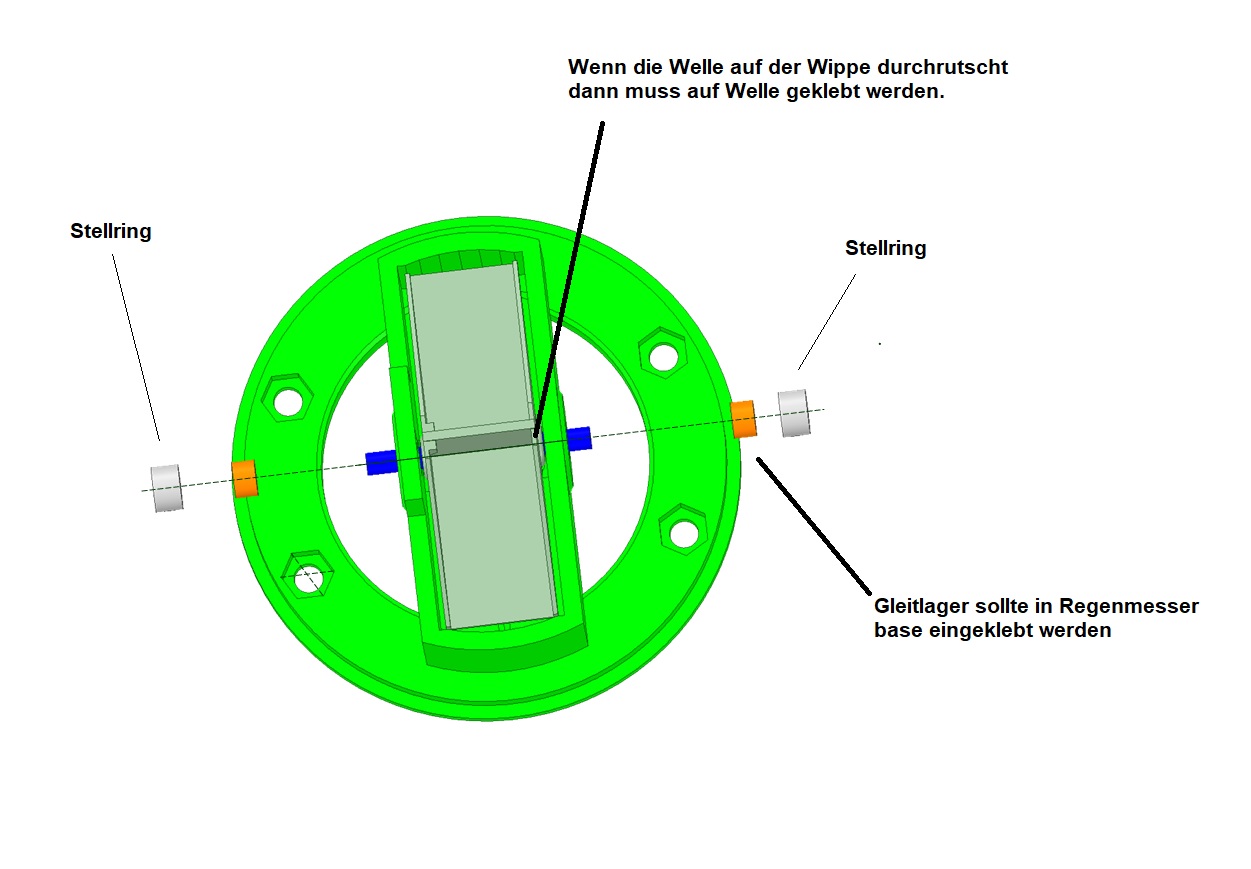 Wenn die Welle auf der Wippe durchrutscht
dann muss auf Welle geklebt werden.
Stellring
Stellring
Gleitlager sollte in Regenmesser
base eingeklebt werden